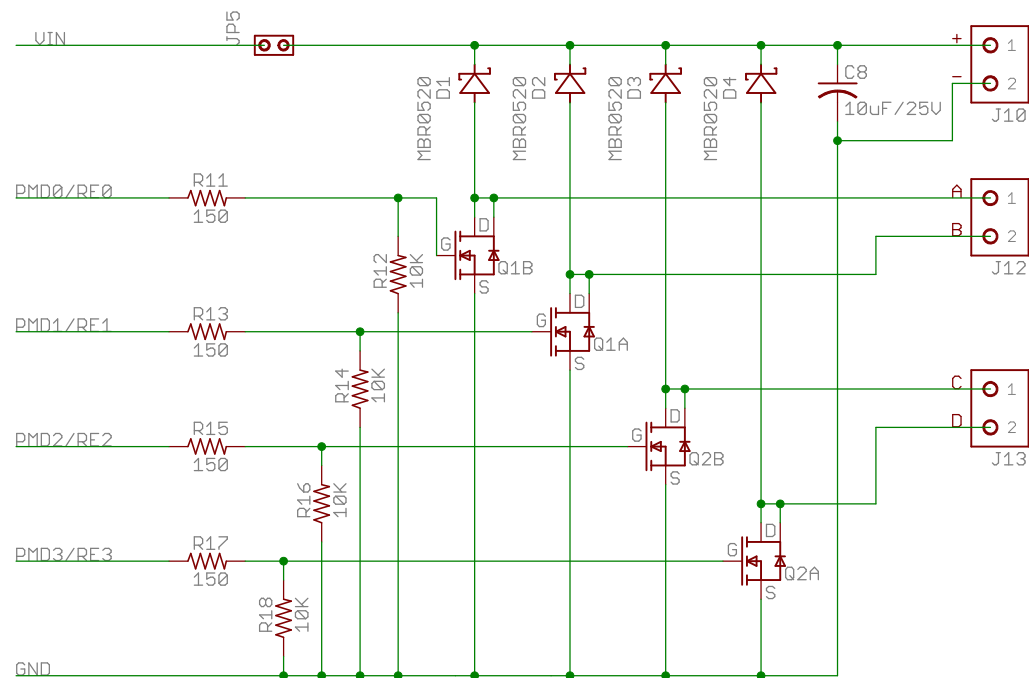 VIN
JP5
+
1
-
2
J10
MBR0520
D1
MBR0520
D2
MBR0520
D3
MBR0520
D4
C8
10uF/25V
PMD0/RE0
R11
150
A
1
B
2
J12
R12
10K
G
D
S
Q1B
PMD1/RE1
R13
150
G
D
S
Q1A
R14
10K
C
1
D
2
J13
PMD2/RE2
R15
150
G
D
S
Q2B
R16
10K
PMD3/RE3
R17
150
G
D
S
Q2A
R18
10K
GND